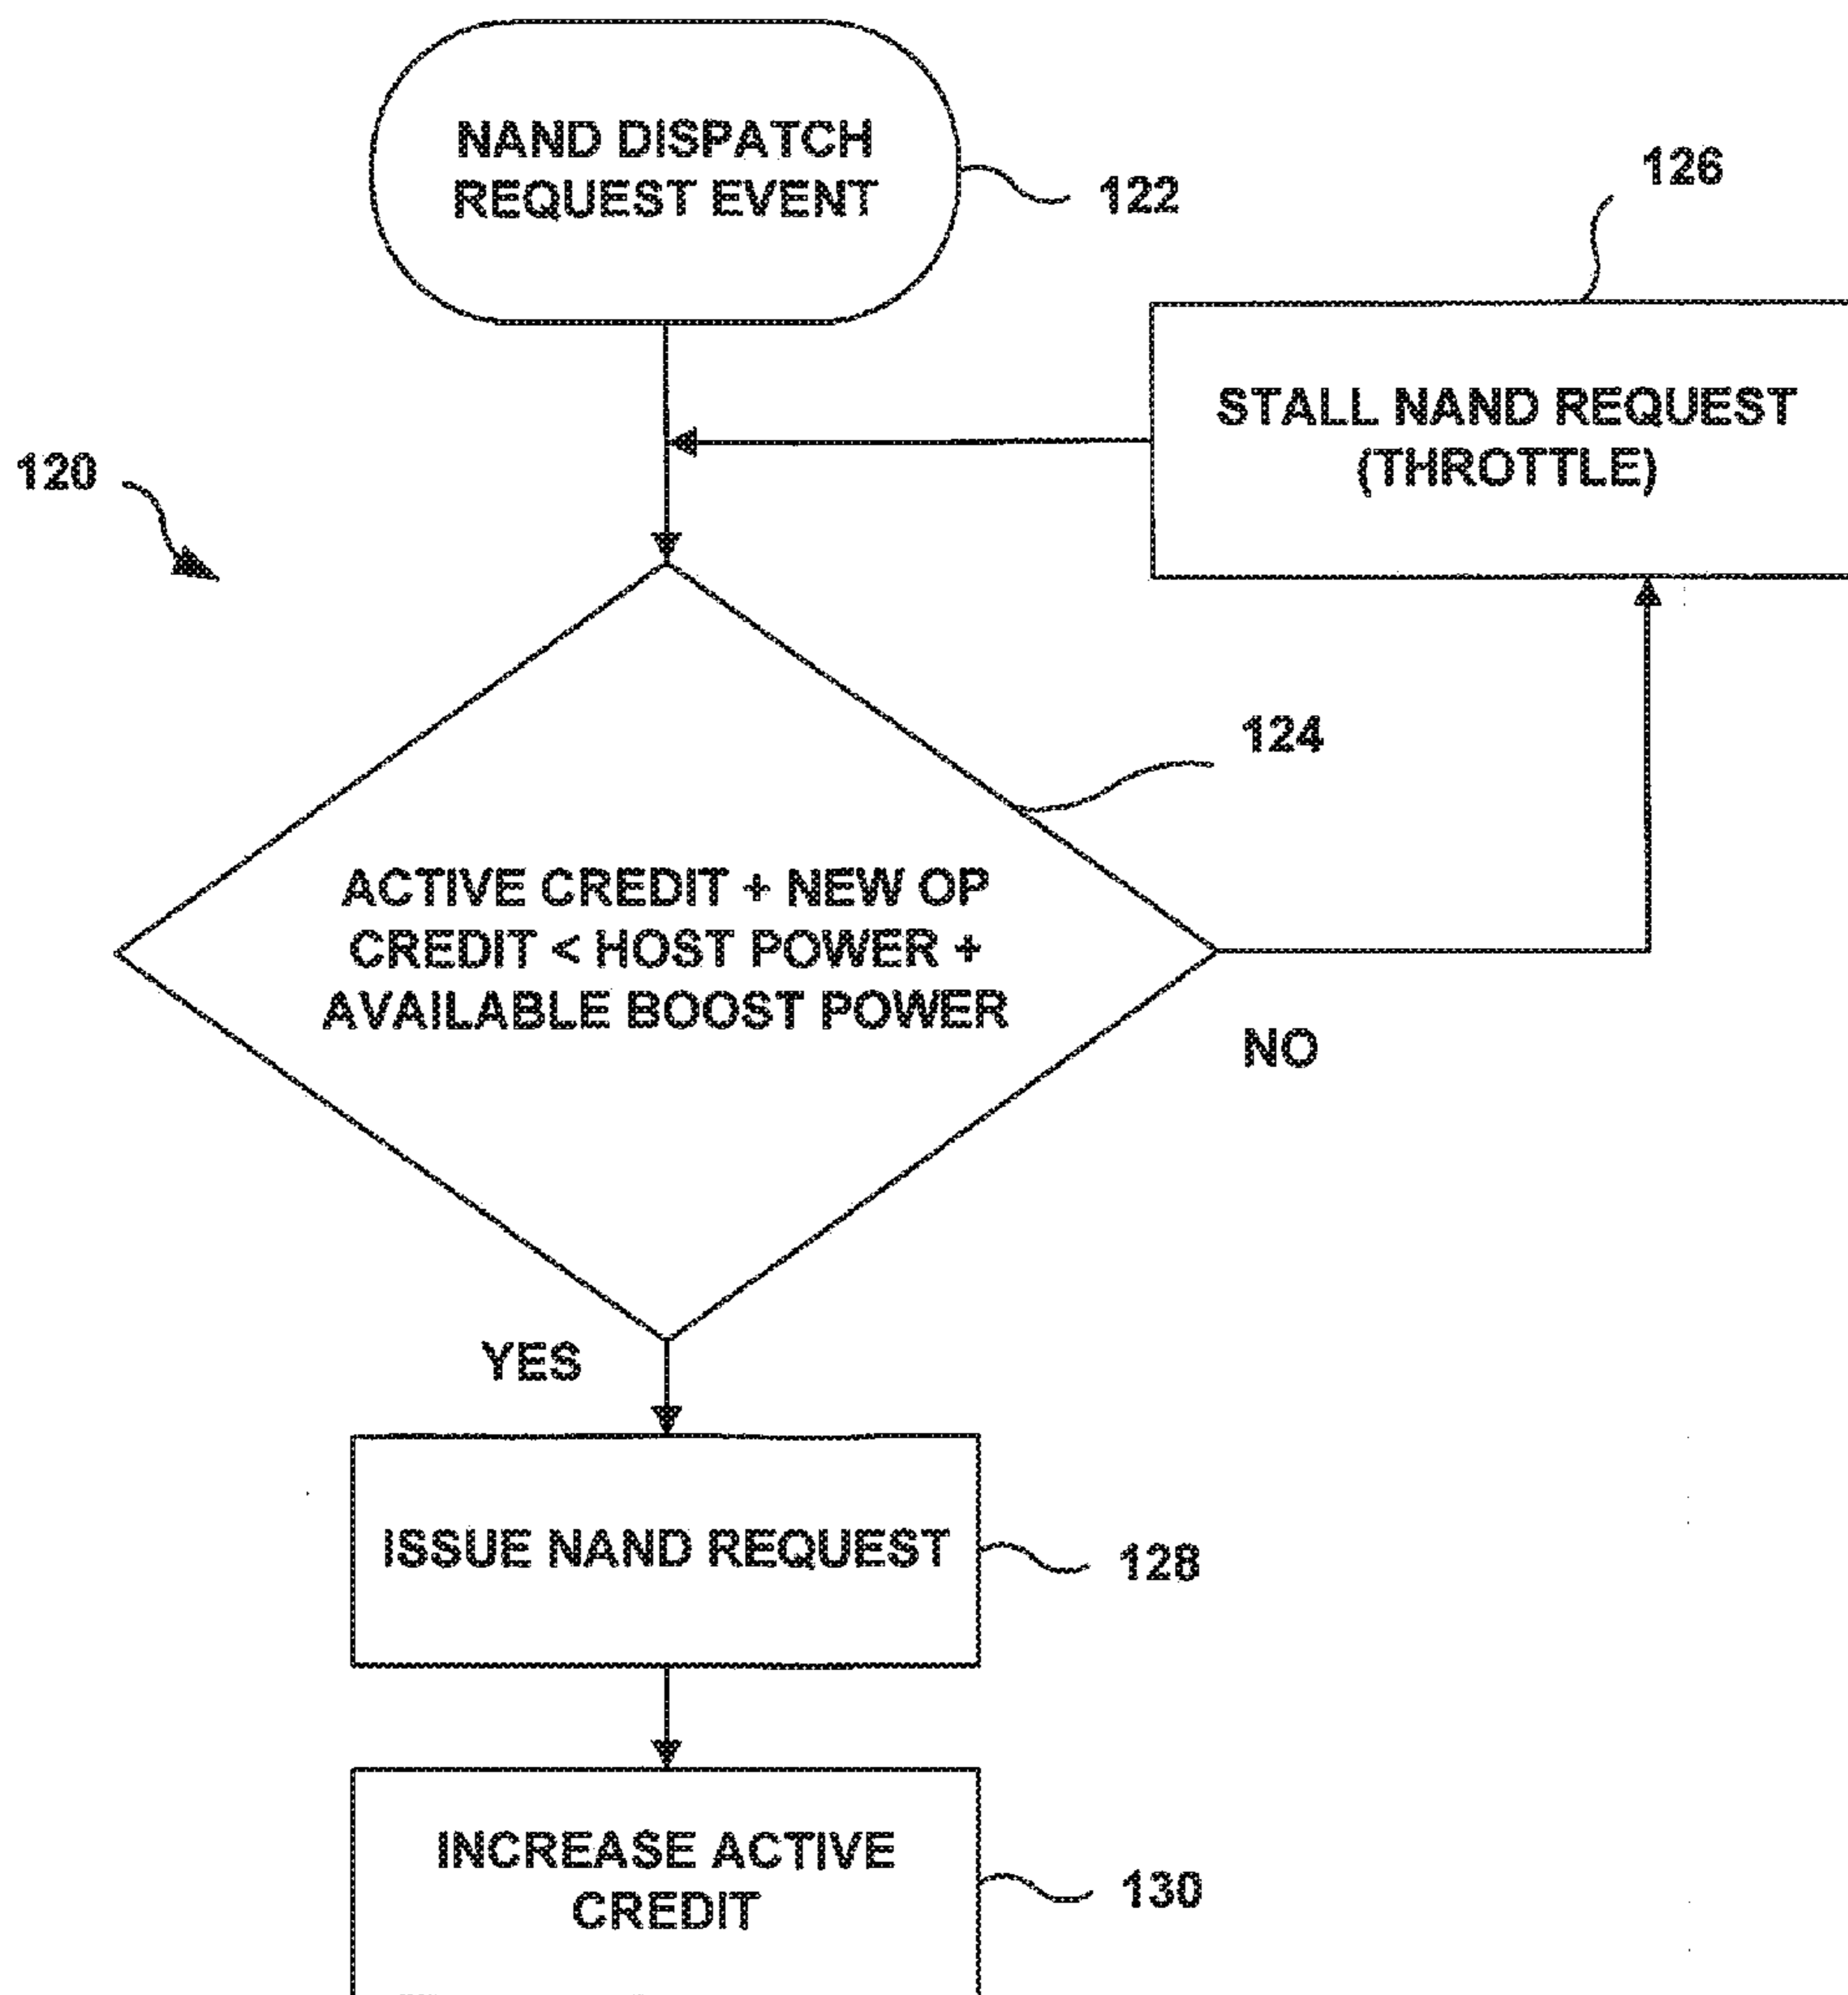 NAND DISPATCH
REQUEST EVENT
122
126
STALL NAND REQUEST
(THROTTLE)
120
124
ACTIVE CREDIT + NEW OP
CREDIT < HOST POWER +
AVAILABLE BOOST POWER
NO
YES
ISSUE NAND REQUEST
128
INCREASE ACTIVE
CREDIT
130